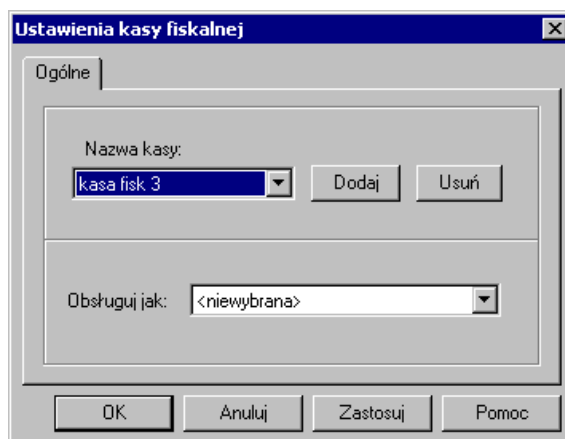 Ustawienia kasy fiskalnej
Ogólne
Nazwa kasy:
kasa fisk 3
Dodaj
Usuń
Obsługuj jak:
<niewybrana>
OK
Anuluj
Zastosuj
Pomoc